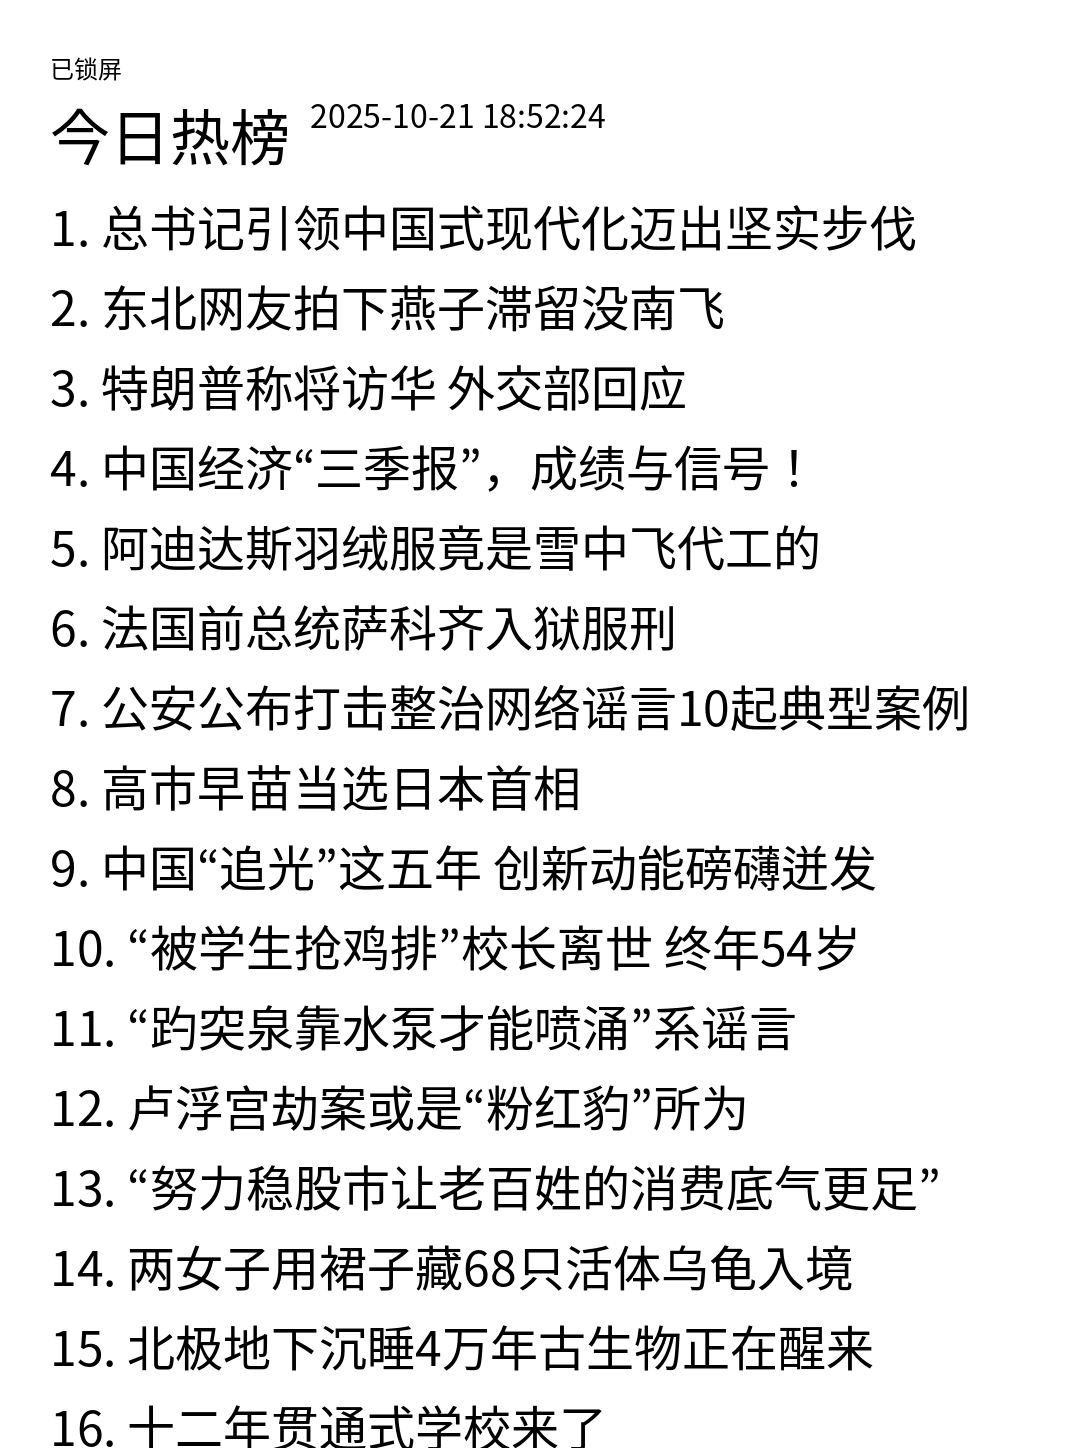 已锁屏
今日热榜 2025-10-21 18:52:24
1. 总书记引领中国式现代化迈出坚实步伐
2. 东北网友拍下燕子滞留没南飞
3. 特朗普称将访华 外交部回应
4. 中国经济“三季报”，成绩与信号！
5. 阿迪达斯羽绒服竟是雪中飞代工的
6. 法国前总统萨科齐入狱服刑
7. 公安公布打击整治网络谣言10起典型案例
8. 高市早苗当选日本首相
9. 中国“追光”这五年 创新动能磅礴迸发
10. “被学生抢鸡排”校长离世 终年54岁
11. “趵突泉靠水泵才能喷涌”系谣言
12. 卢浮宫劫案或是“粉红豹”所为
13. “努力稳股市让老百姓的消费底气更足”
14. 两女子用裙子藏68只活体乌龟入境
15. 北极地下沉睡4万年古生物正在醒来
16. 十二年贯通式学校来了